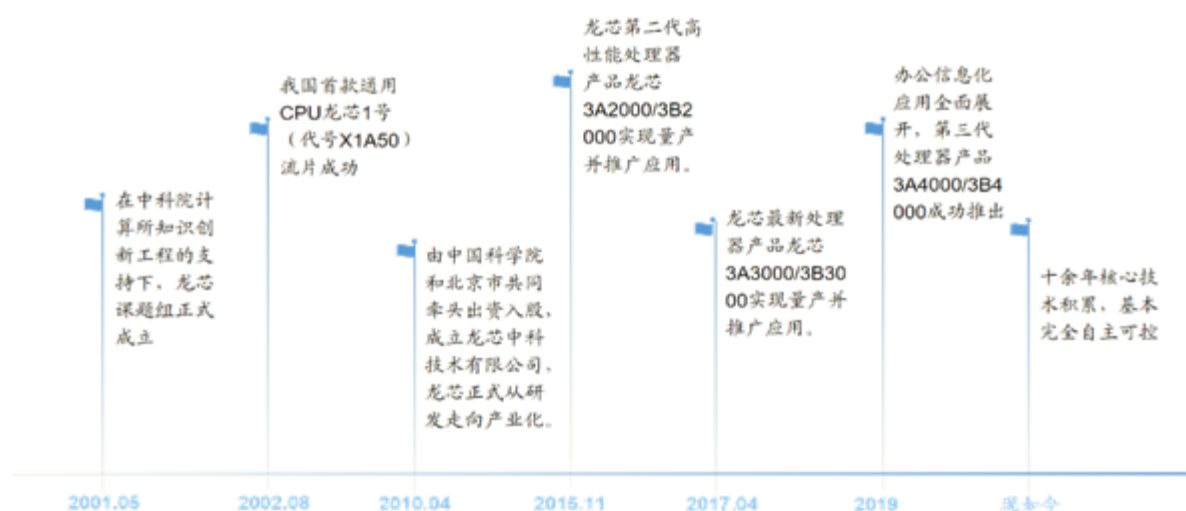 在中科院计
算所知识创
新工程的支
持下，龙芯
课题组正式
成立
我国首款通用
CPU龙芯1号
（代号X1A50）
流片成功
由中国科学院
和北京市共同
牵头出资入股，
成立龙芯中科
技术有限公司，
龙芯正式从研
发走向产业化。
龙芯第二代高
性能处理器
产品龙芯
3A2000/3B2
000实现量产
并推广应用。
龙芯最新处理
器产品龙芯
3A3000/3B30
00实现量产并
推广应用。
办公信息化
应用全面展
开，第三代
处理器产品
3A4000/3B4
000成功推出
十余年核心技
术积累，基本
完全自主可控
2001.05
2002.08
2010.04
2015.11
2017.04
2019
如今